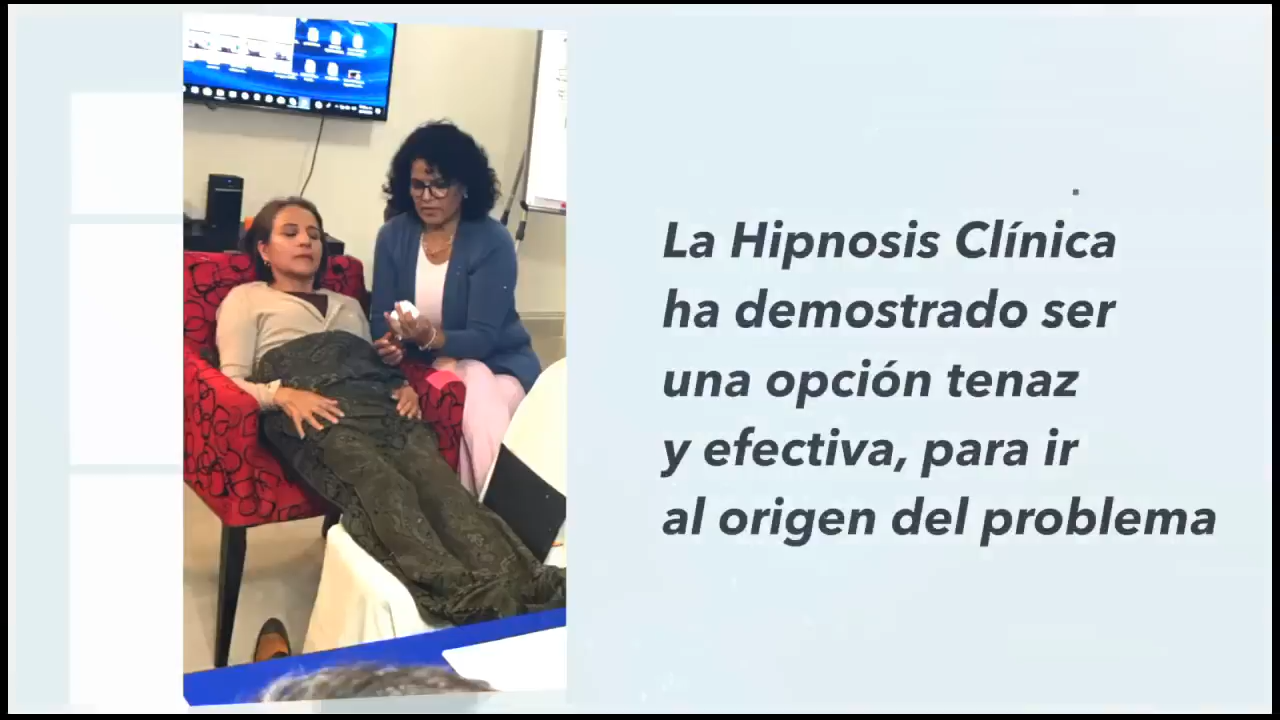 La Hipnosis Clínica
ha demostrado ser
una opción tenaz
y efectiva, para ir
al origen del problema